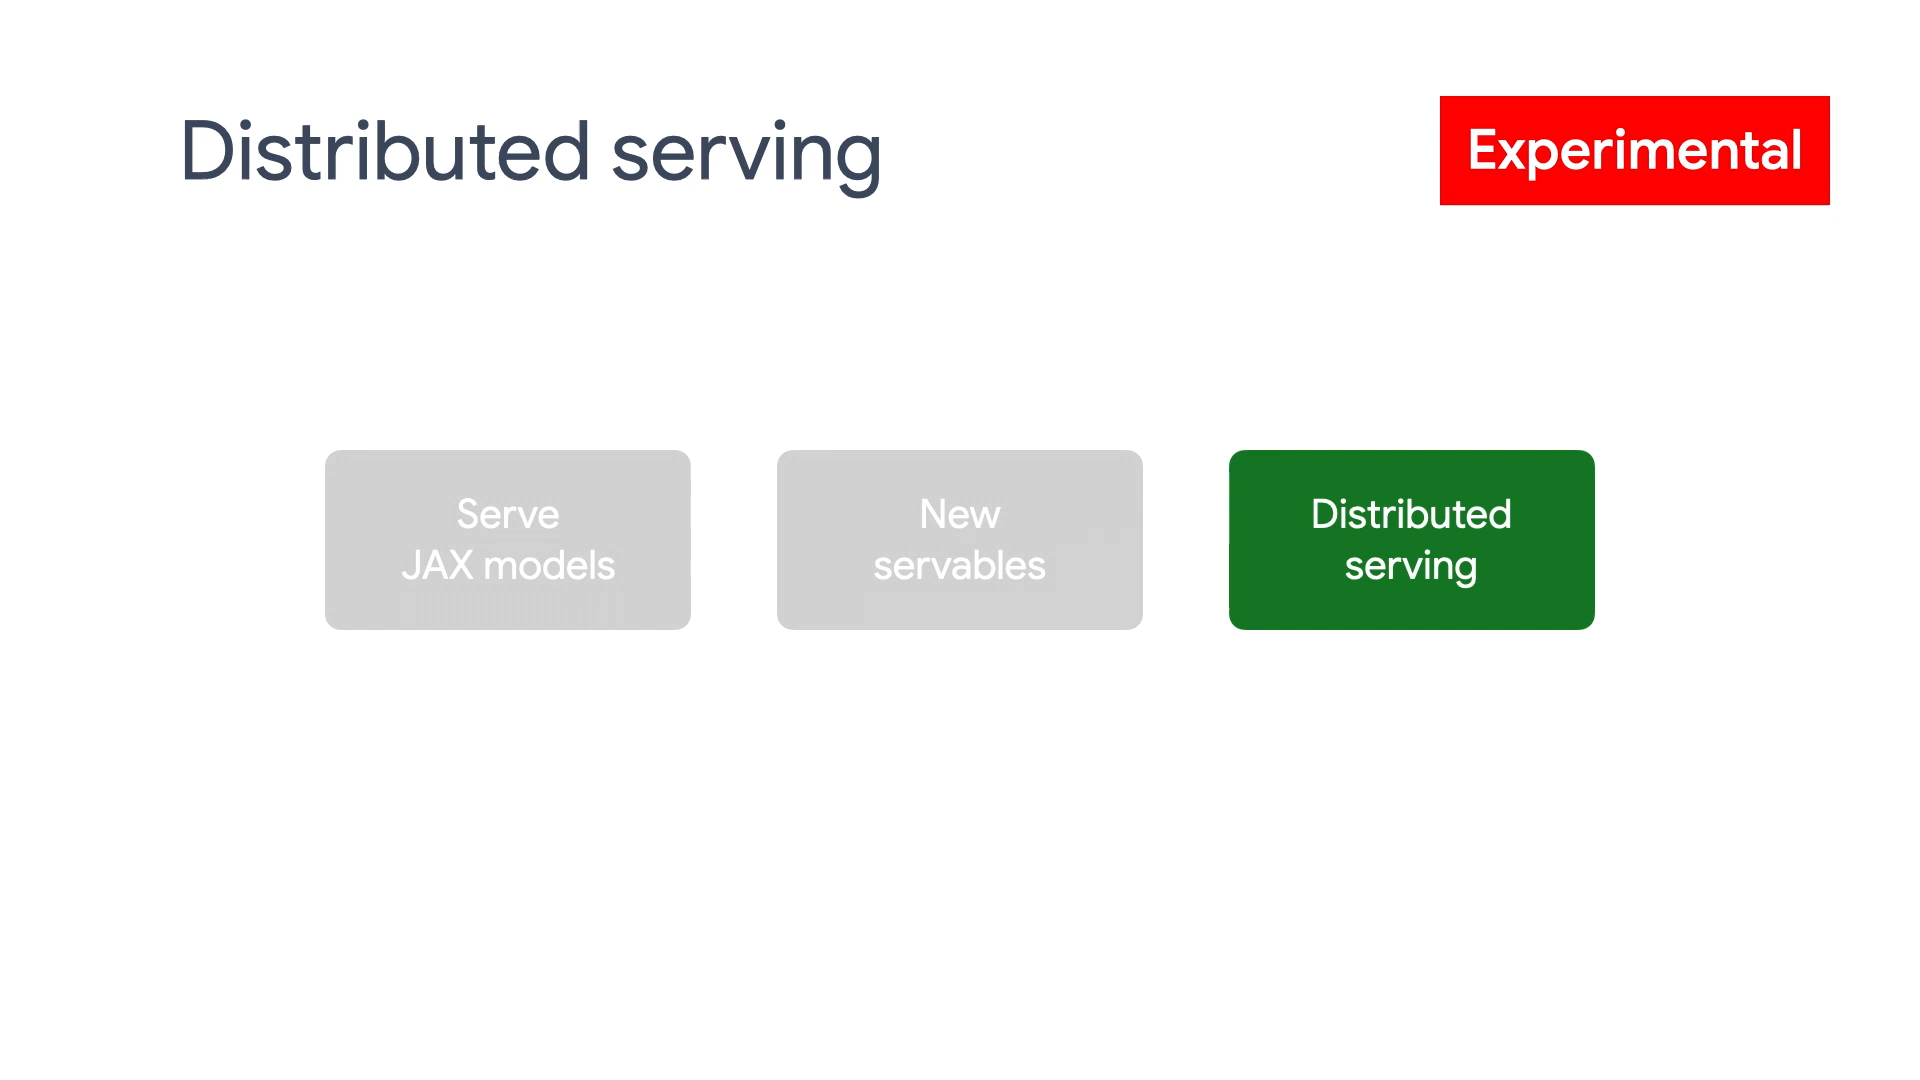 Distributed serving
Experimental
Serve
JAX models
New
servables
Distributed
serving